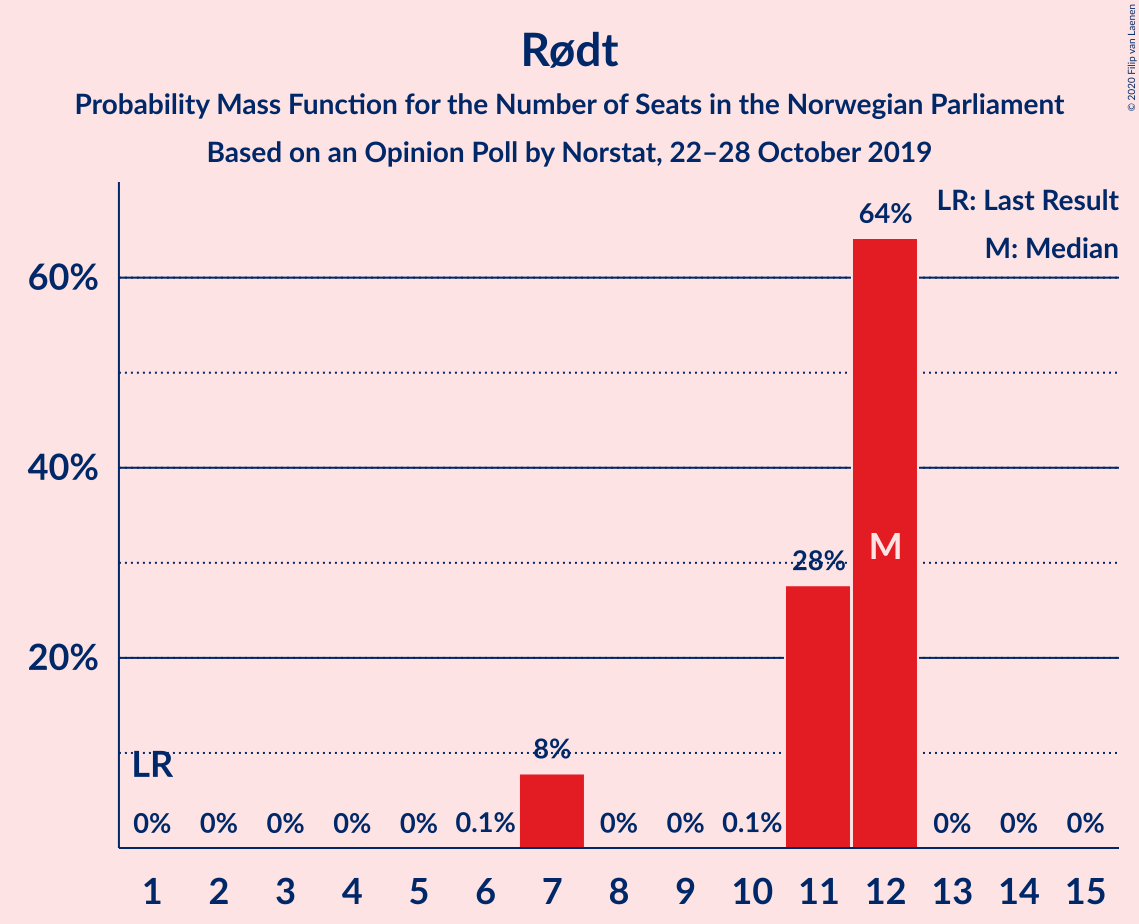 Rødt
Probability Mass Function for the Number of Seats in the Norwegian Parliament
Based on an Opinion Poll by Norstat, 22–28 October 2019
© 2020 Filip van Laenen
LR: Last Result
M: Median
60%
40%
20%
64%
28%
M
8%
LR
0% 0% 0% 0% 0% 0.1% 0% 0% 0.1% 0% 0% 0%
1 2 3 4 5 6 7 8 9 10 11 12 13 14 15